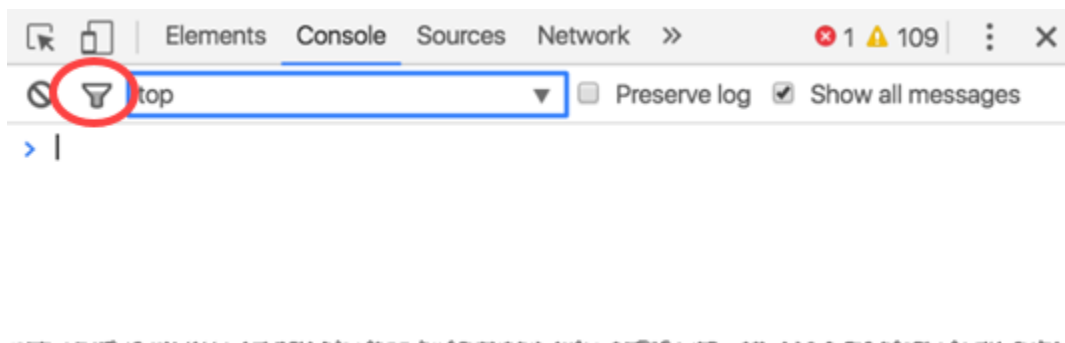 Elements Console Sources Network » 1 109
top Preserve log Show all messages
>